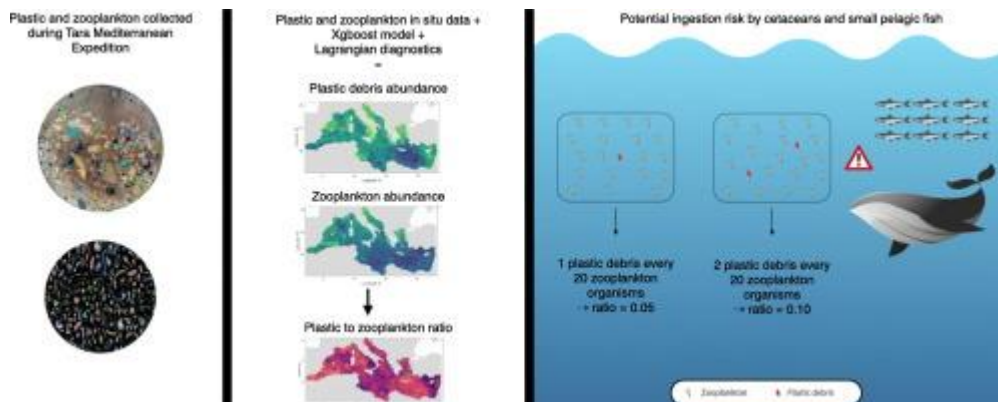 Plastic and zooplankton collected
during Tara Mediterranean
Expedition
Plastic and zooplankton in situ data +
Xgboost model +
Lagrangian diagnostics
=
Plastic debris abundance
Zooplankton abundance
Plastic to zooplankton ratio
Potential ingestion risk by cetaceans and small pelagic fish
1 plastic debris every
20 zooplankton
organisms
→ ratio = 0.05
2 plastic debris every
20 zooplankton
organisms
→ ratio = 0.10
Zooplankton
Plastic debris